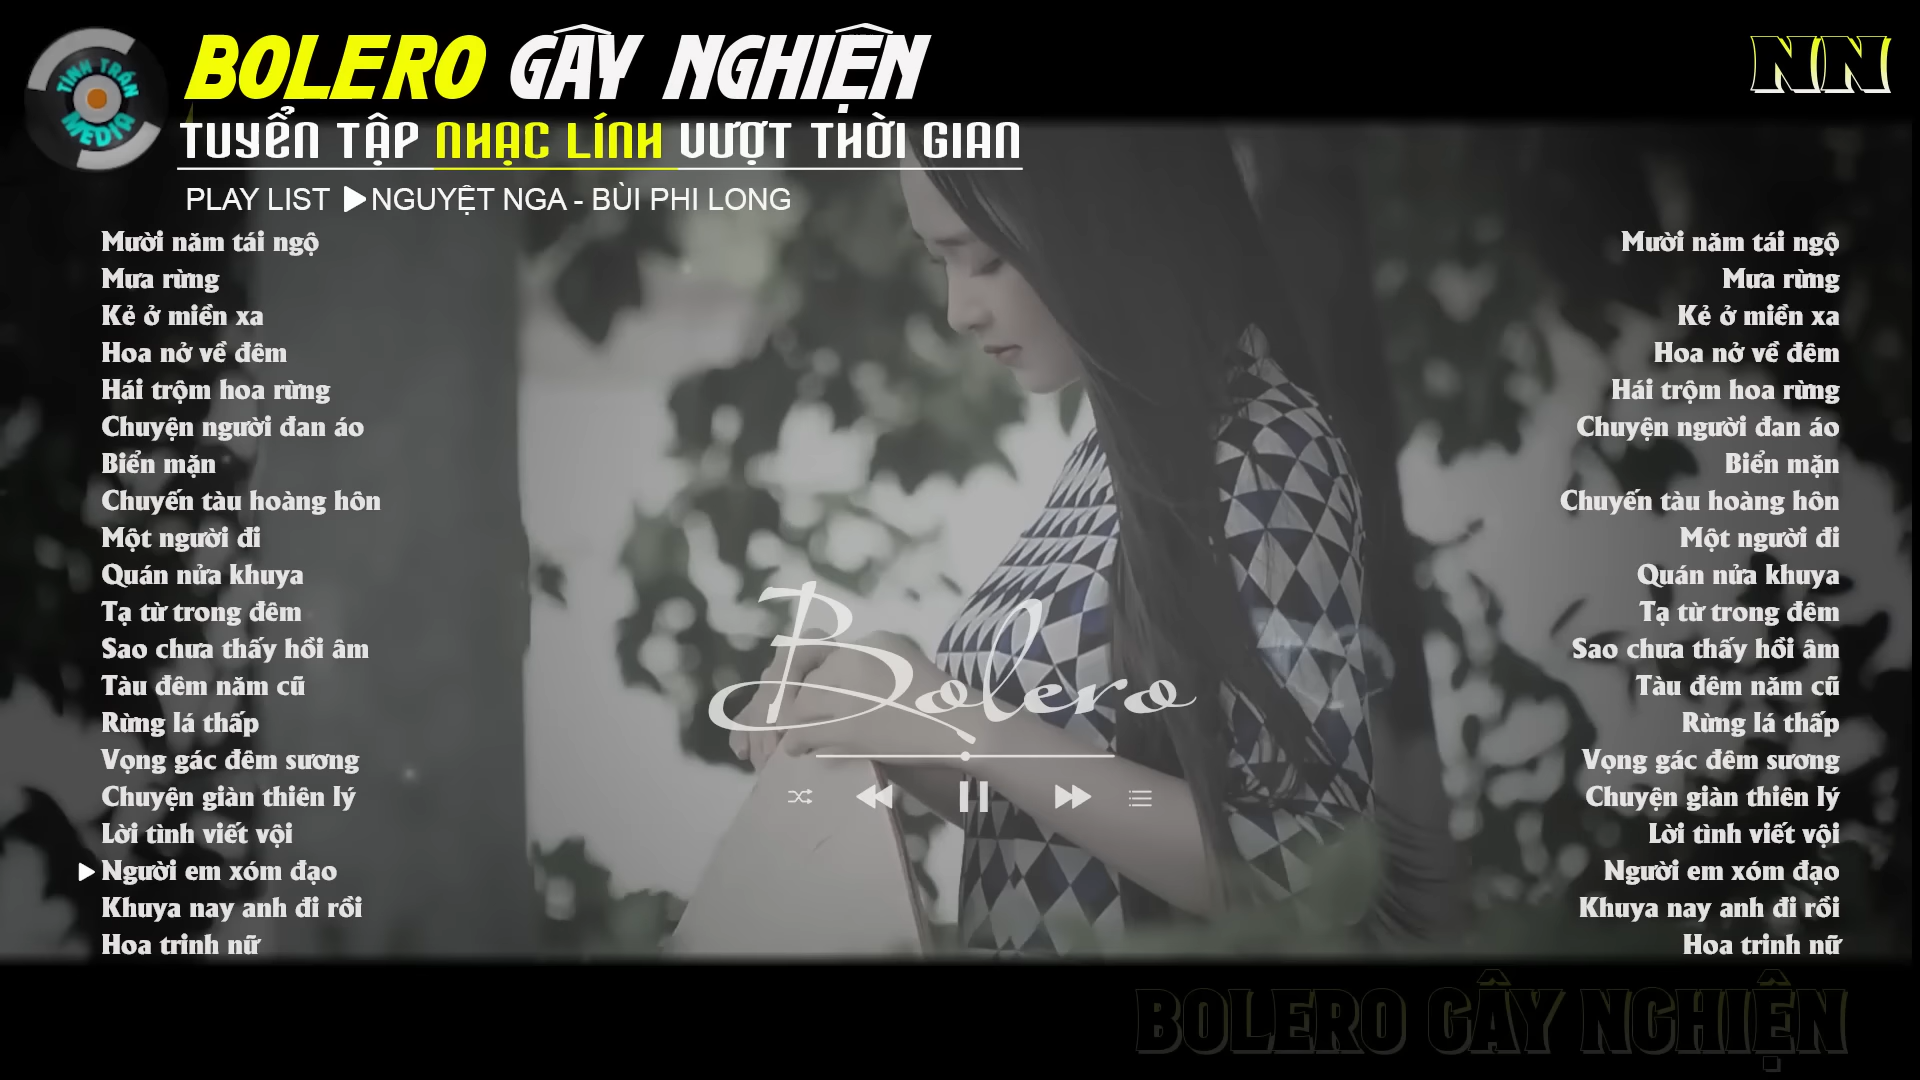 TÌNH TRẦN
MEDIA
BOLERO GÂY NGHIỆN
NN
TUYỂN TẬP NHẠC LÍNH VƯỢT THỜI GIAN
PLAY LIST ▶NGUYỆT NGA - BÙI PHI LONG
Mười năm tái ngộ
Mưa rừng
Kẻ ở miền xa
Hoa nở về đêm
Hái trộm hoa rừng
Chuyện người đan áo
Biển mặn
Chuyến tàu hoàng hôn
Một người đi
Quán nửa khuya
Tạ từ trong đêm
Sao chưa thấy hồi âm
Tàu đêm năm cũ
Rừng lá thấp
Vọng gác đêm sương
Chuyện giàn thiên lý
Lời tình viết vội
Người em xóm đạo
Khuya nay anh đi rồi
Hoa trinh nữ
Bolero
Mười năm tái ngộ
Mưa rừng
Kẻ ở miền xa
Hoa nở về đêm
Hái trộm hoa rừng
Chuyện người đan áo
Biển mặn
Chuyến tàu hoàng hôn
Một người đi
Quán nửa khuya
Tạ từ trong đêm
Sao chưa thấy hồi âm
Tàu đêm năm cũ
Rừng lá thấp
Vọng gác đêm sương
Chuyện giàn thiên lý
Lời tình viết vội
Người em xóm đạo
Khuya nay anh đi rồi
Hoa trinh nữ
BOLERO GÂY NGHIỆN